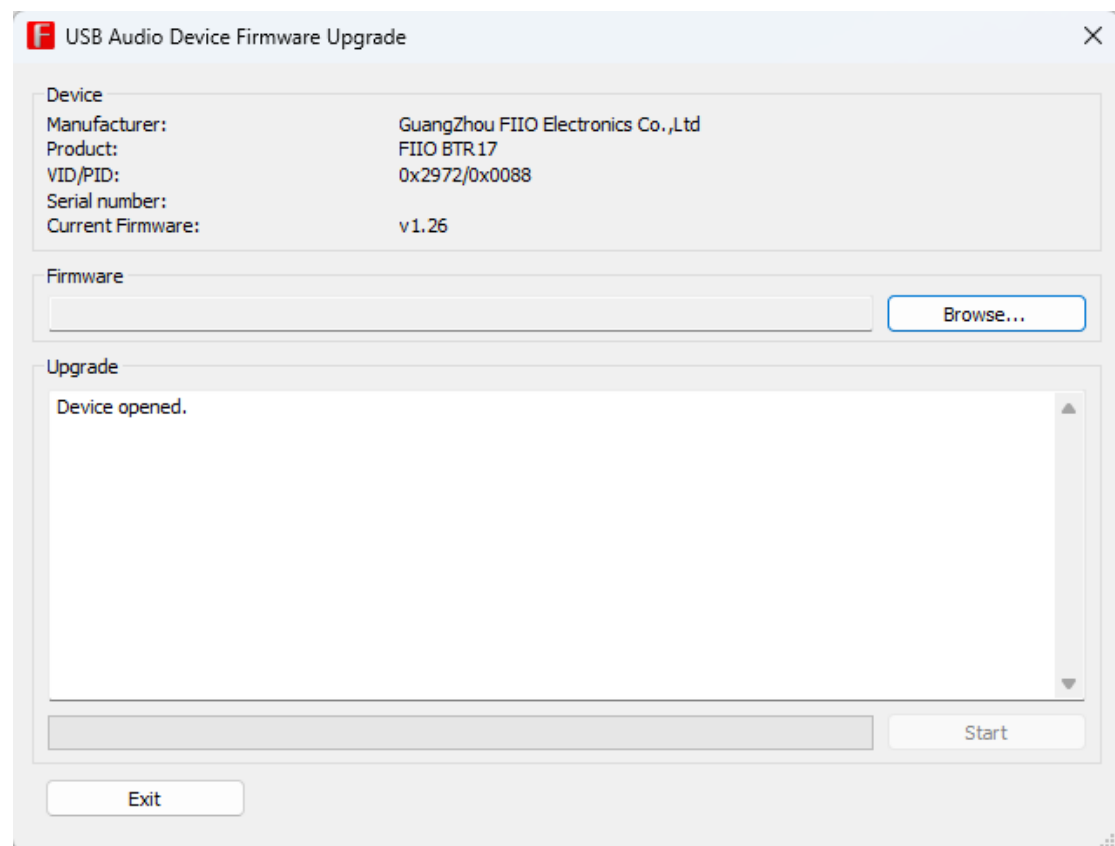 USB Audio Device Firmware Upgrade
Device
Manufacturer: GuangZhou FIIO Electronics Co.,Ltd
Product: FIIO BTR17
VID/PID: 0x2972/0x0088
Serial number:
Current Firmware: v1.26
Firmware
Browse...
Upgrade
Device opened.
Start
Exit